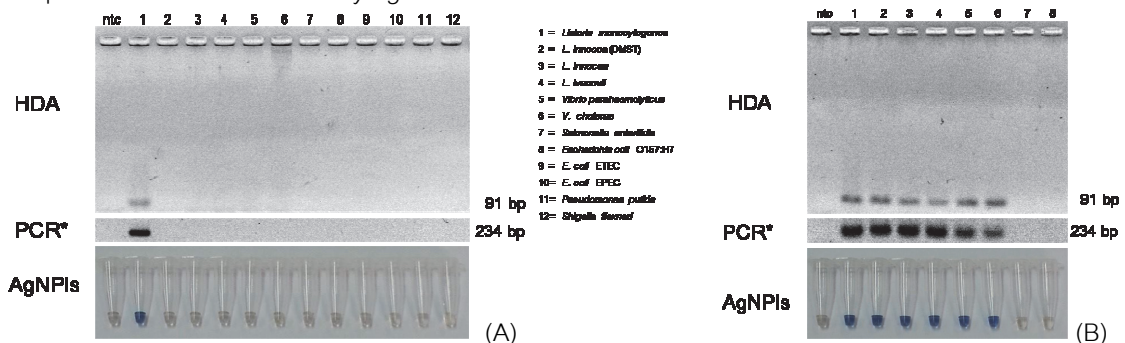 ntc 1 2 3 4 5 6 7 8 9 10 11 12
HDA
91 bp
PCR*
234 bp
AgNPls
(A)
1 = Listeria monocytogenes
2 = L. innocua (DMST)
3 = L. innocua
4 = L. ivanovii
5 = Vibrio parahaemolyticus
6 = V. cholerae
7 = Salmonella enteritidis
8 = Escherichia coli O157:H7
9 = E. coli ETEC
10= E. coli EPEC
11= Pseudomonas putida
12= Shigella flexneri
ntc 1 2 3 4 5 6 7 8
HDA
91 bp
PCR*
234 bp
AgNPls
(B)